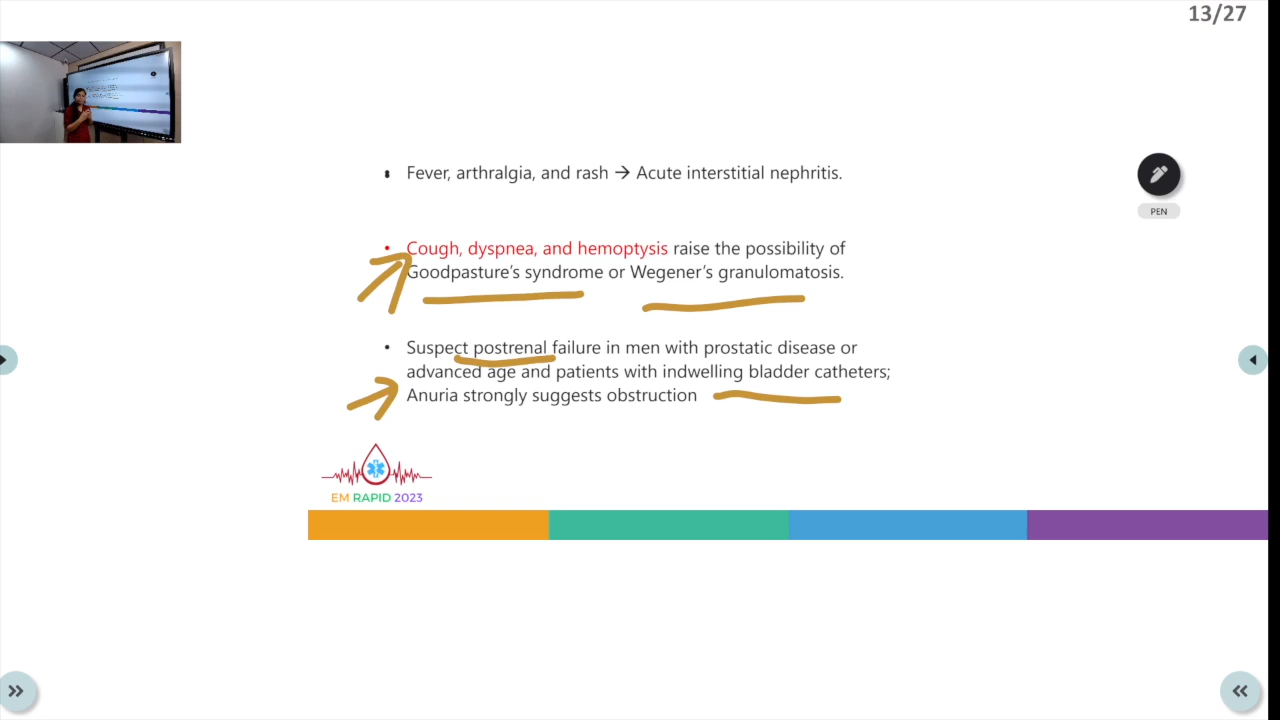 13/27
• Fever, arthralgia, and rash → Acute interstitial nephritis.
PEN
• Cough, dyspnea, and hemoptysis raise the possibility of
Goodpasture's syndrome or Wegener's granulomatosis.
• Suspect postrenal failure in men with prostatic disease or
advanced age and patients with indwelling bladder catheters;
Anuria strongly suggests obstruction
EM RAPID 2023